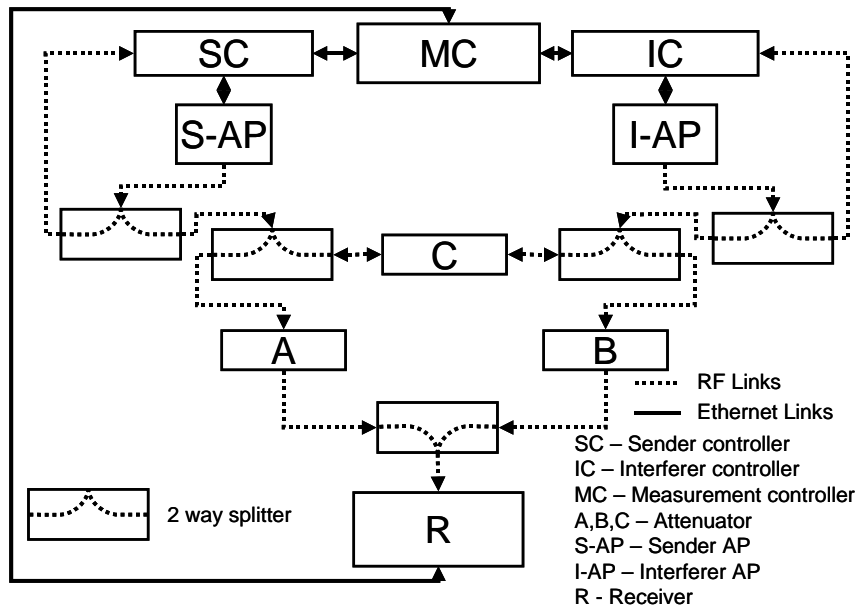 SC
MC
IC
S-AP
I-AP
C
A
B
RF Links
Ethernet Links
SC – Sender controller
IC – Interferer controller
MC – Measurement controller
A,B,C – Attenuator
S-AP – Sender AP
I-AP – Interferer AP
R - Receiver
2 way splitter
R